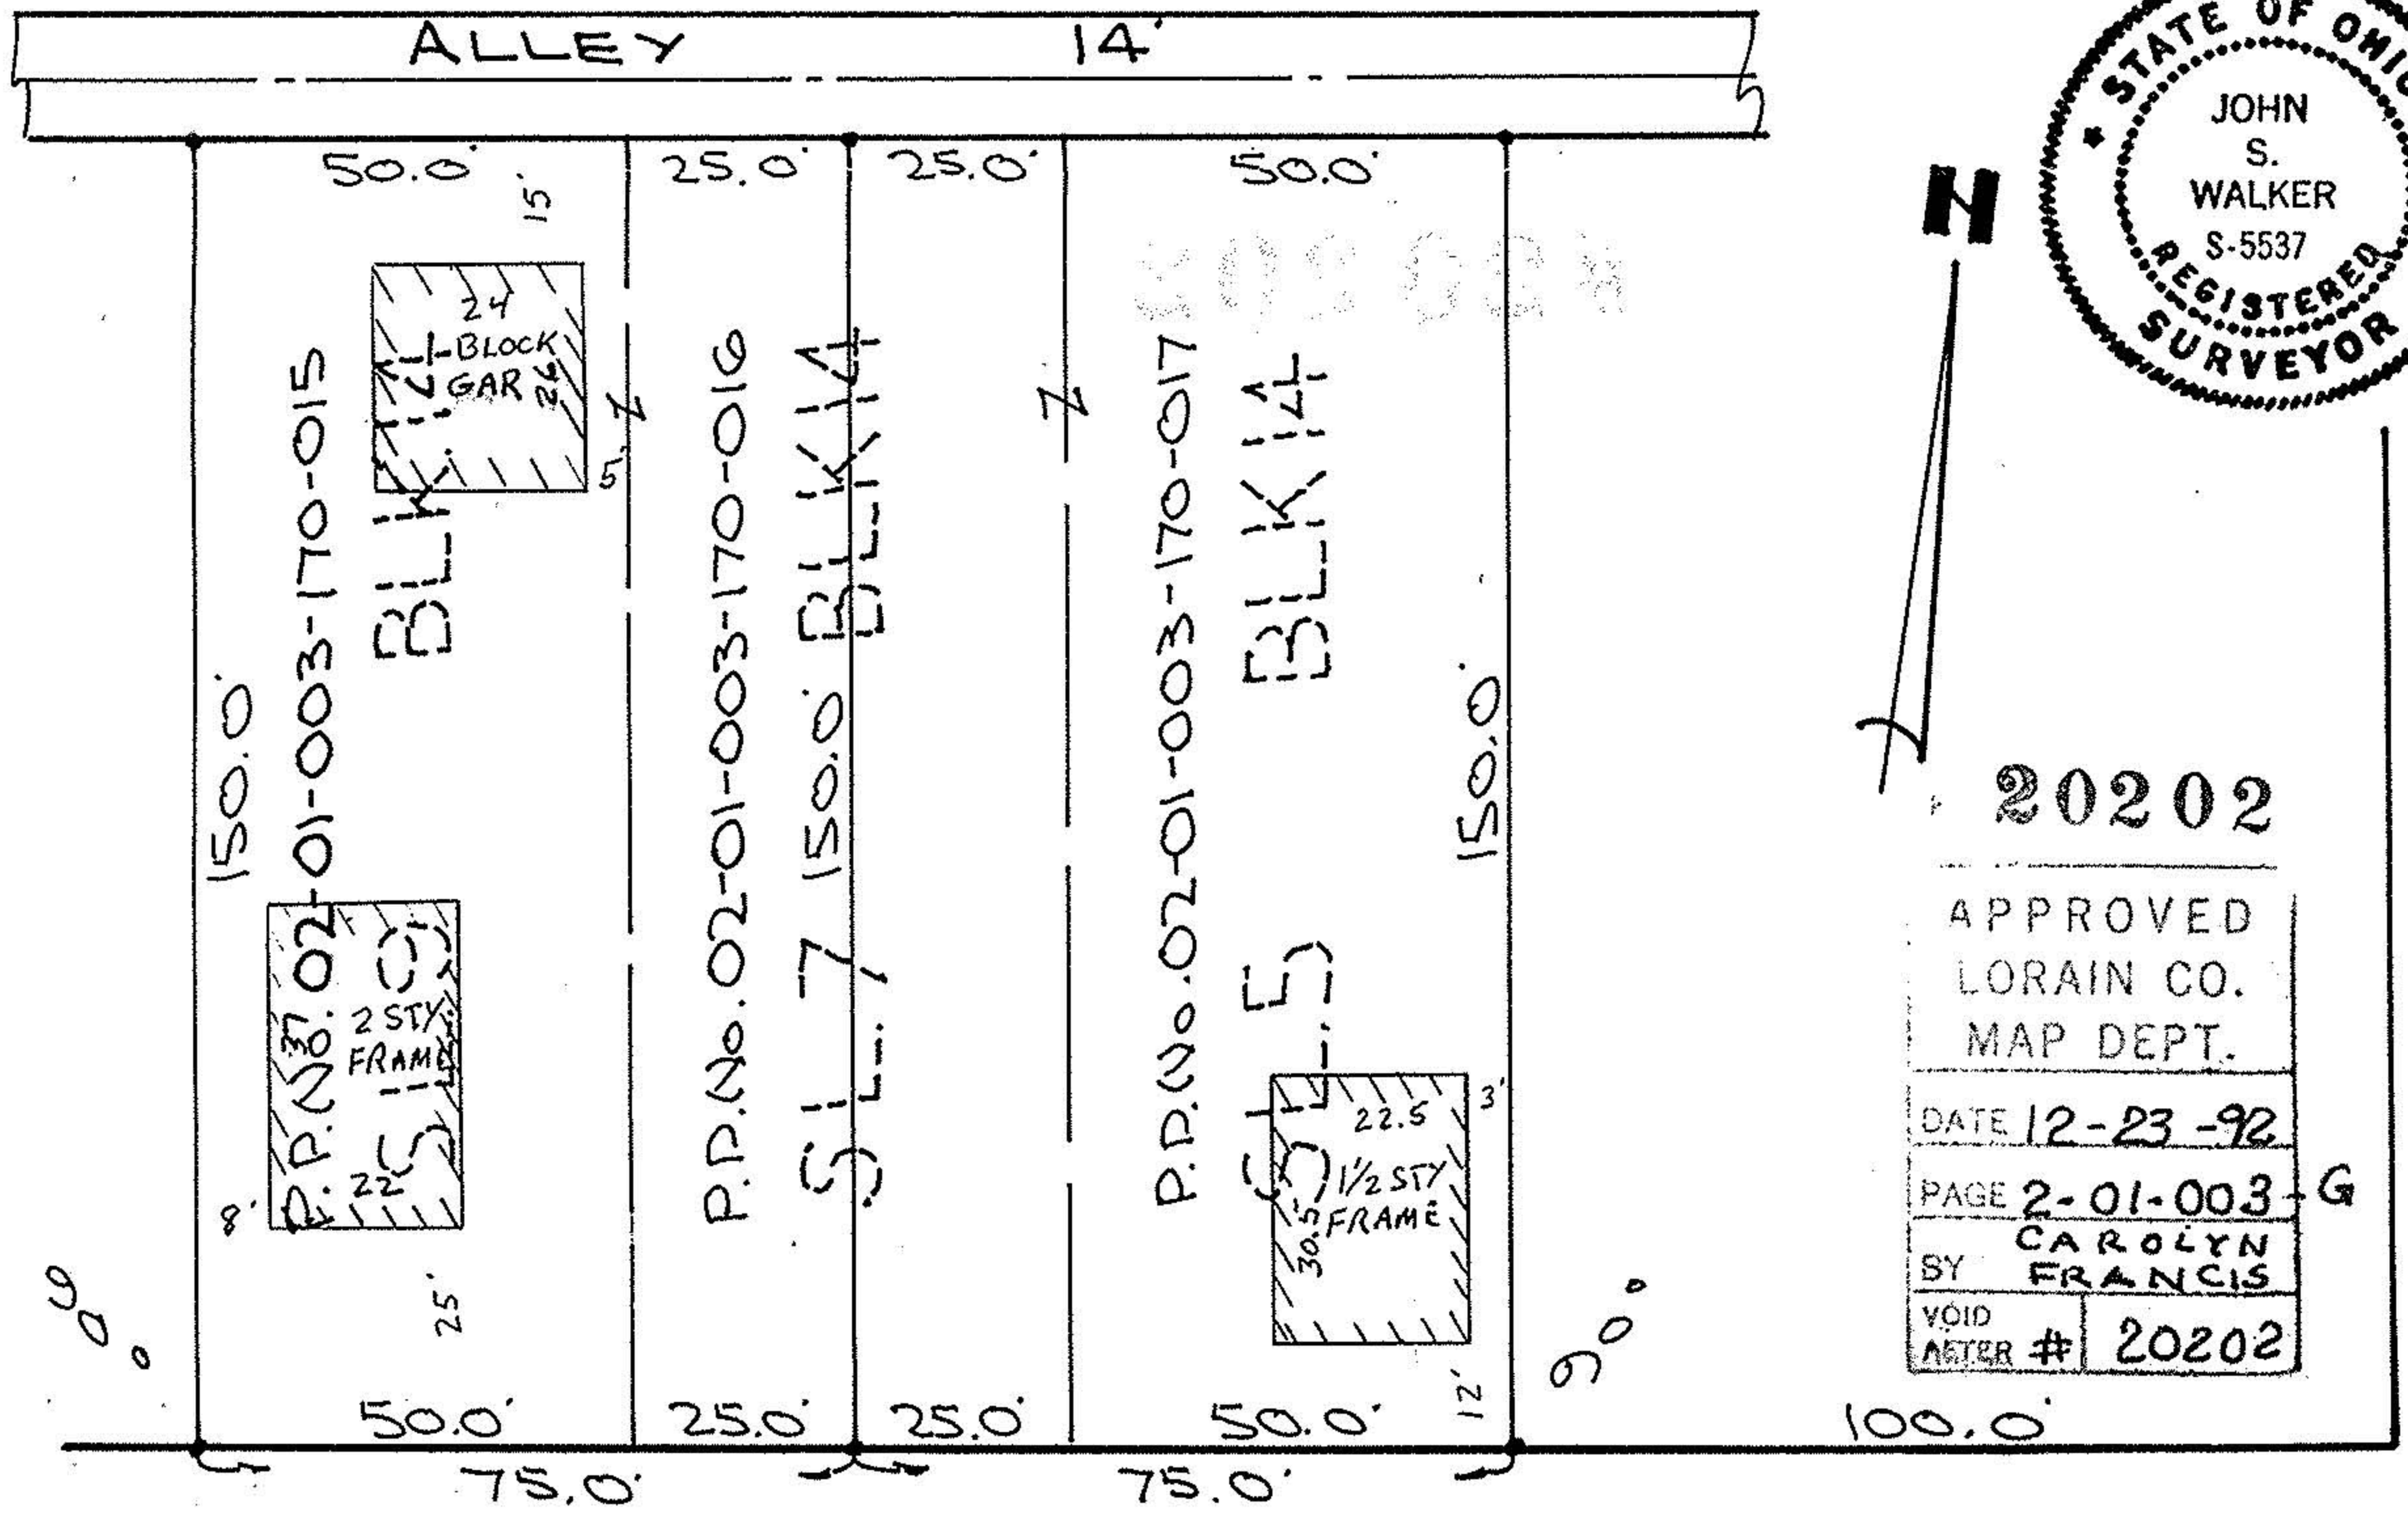 ALLEY 14'
STATE OF OHIO
JOHN
S.
WALKER
S-5537
REGISTERED
SURVEYOR
N
50.0'
25.0'
25.0'
50.0'
15'
24
BLOCK
GAR 26
5'
Z
Z
150.0'
P.P.No. 02-01-003-170-015
S.L. 9 BLK. 14
P.P.No. 02-01-003-170-016
S.L. 7 150.0' BLK 14
P.P.No. 02-01-003-170-017
S.L. 5 BLK 14
150.0'
37
2 STY
FRAME
22
8'
25'
90°
22.5
1½ STY
FRAME
30.5
3'
12'
90°
20202
APPROVED
LORAIN CO.
MAP DEPT.
DATE 12-23-92
PAGE 2-01-003-G
BY CAROLYN
FRANCIS
VOID
AFTER # 20202
50.0'
25.0'
25.0'
50.0'
100.0'
75.0'
75.0'